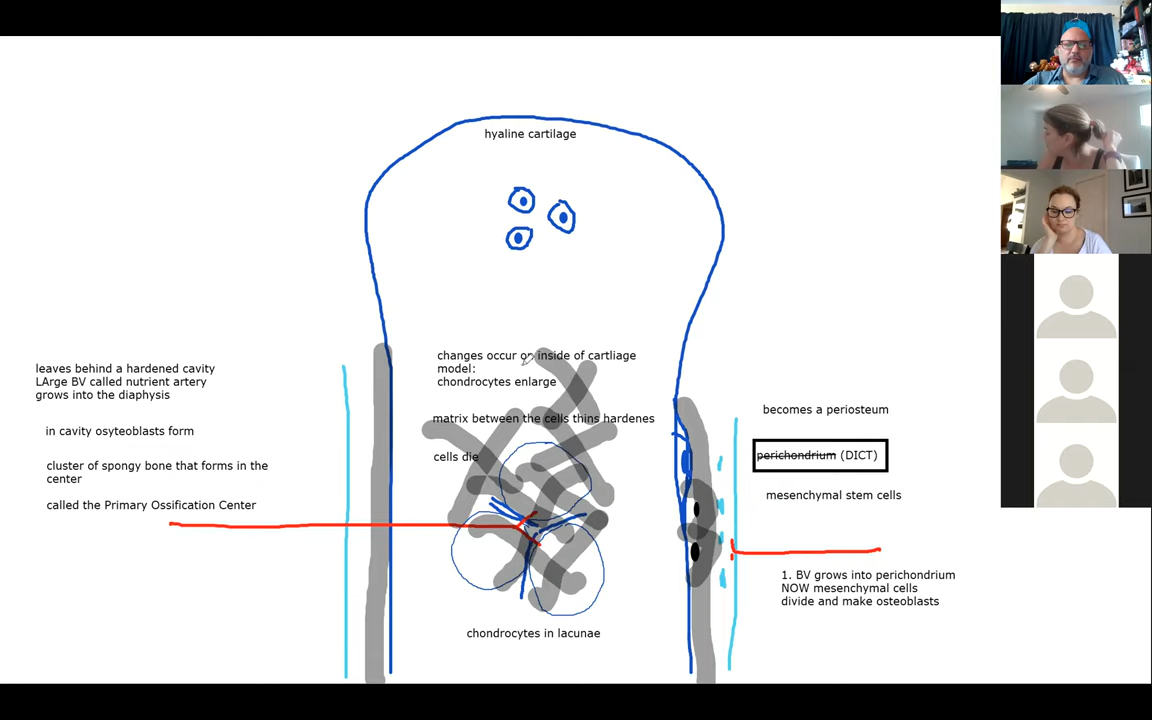 hyaline cartilage
changes occur on inside of cartliage
model:
chondrocytes enlarge
matrix between the cells thins hardenes
cells die
chondrocytes in lacunae
leaves behind a hardened cavity
LArge BV called nutrient artery
grows into the diaphysis
in cavity osyteoblasts form
cluster of spongy bone that forms in the
center
called the Primary Ossification Center
becomes a periosteum
perichondrium (DICT)
mesenchymal stem cells
1. BV grows into perichondrium
NOW mesenchymal cells
divide and make osteoblasts